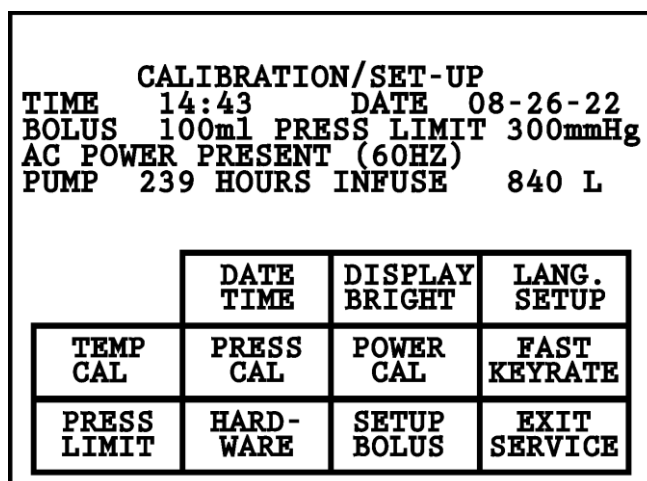 CALIBRATION/SET-UP
TIME 14:43 DATE 08-26-22
BOLUS 100ml PRESS LIMIT 300mmHg
AC POWER PRESENT (60HZ)
PUMP 239 HOURS INFUSE 840 L
DATE TIME
DISPLAY BRIGHT
LANG. SETUP
TEMP CAL
PRESS CAL
POWER CAL
FAST KEYRATE
PRESS LIMIT
HARD-WARE
SETUP BOLUS
EXIT SERVICE